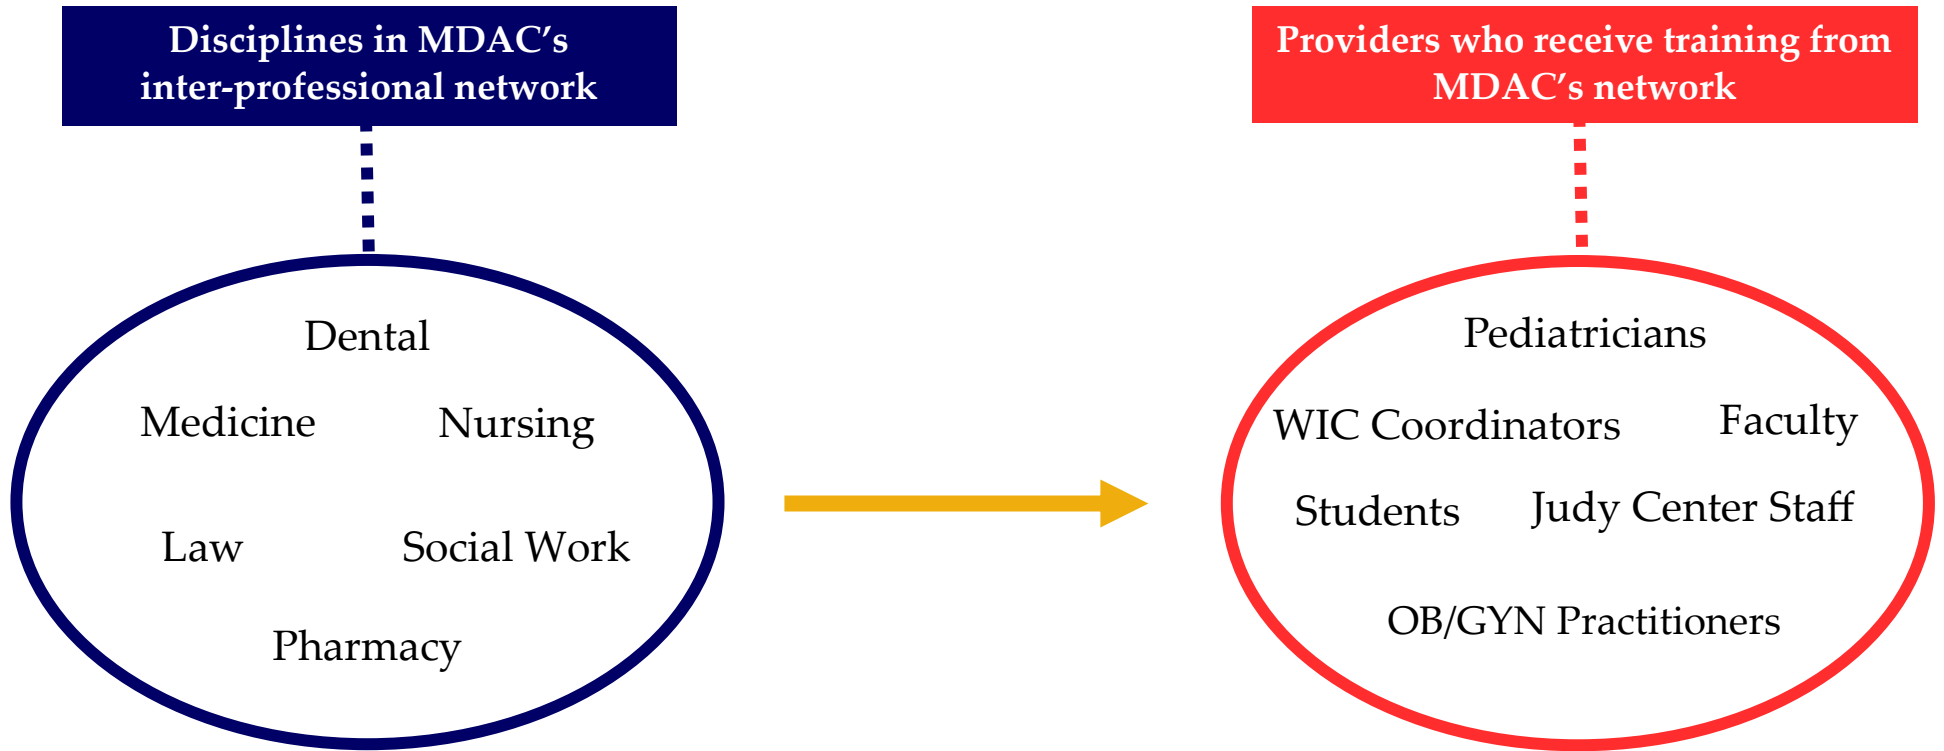 Disciplines in MDAC’s
inter-professional network
Dental
Medicine
Nursing
Law
Social Work
Pharmacy
Providers who receive training from
MDAC’s network
Pediatricians
WIC Coordinators
Faculty
Students
Judy Center Staff
OB/GYN Practitioners